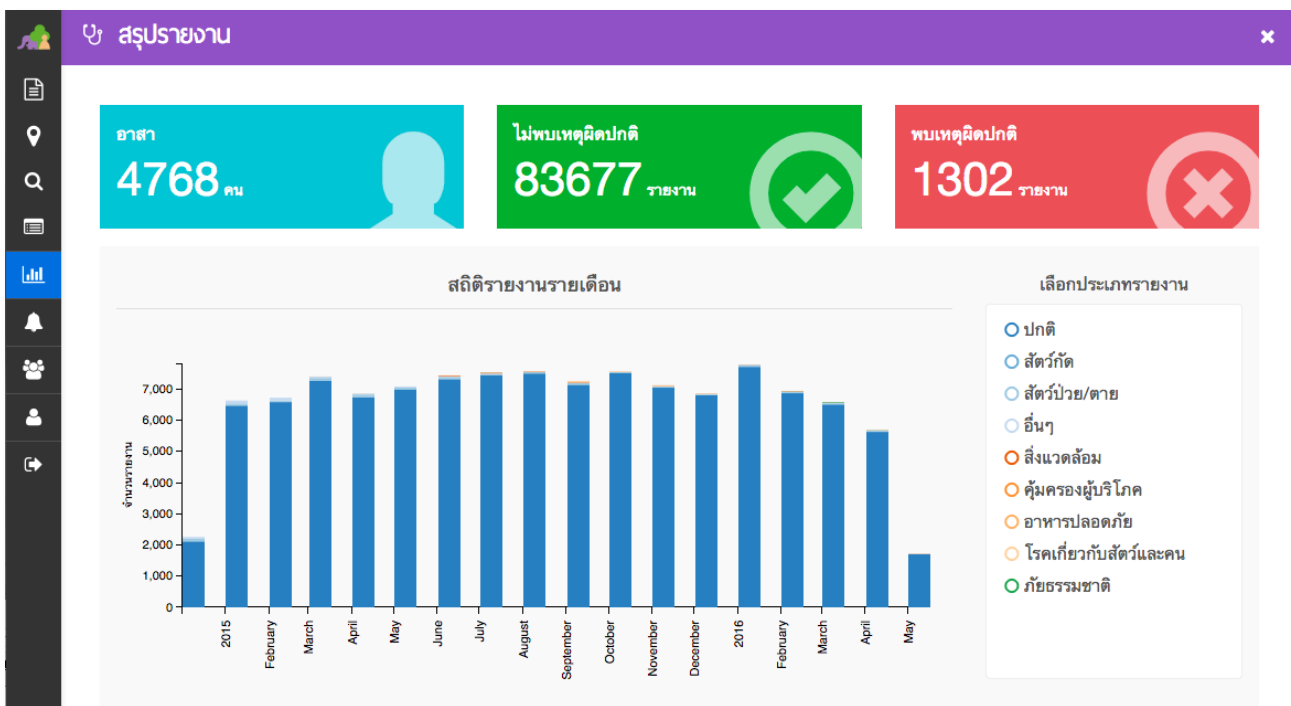 สรุปรายงาน
อาสา
4768 คน
ไม่พบเหตุผิดปกติ
83677 รายงาน
พบเหตุผิดปกติ
1302 รายงาน
สถิติรายงานรายเดือน
จำนวนรายงาน
7,000
6,000
5,000
4,000
3,000
2,000
1,000
0
2015
February
March
April
May
June
July
August
September
October
November
December
2016
February
March
April
May
เลือกประเภทรายงาน
ปกติ
สัตว์กัด
สัตว์ป่วย/ตาย
อื่นๆ
สิ่งแวดล้อม
คุ้มครองผู้บริโภค
อาหารปลอดภัย
โรคเกี่ยวกับสัตว์และคน
ภัยธรรมชาติ